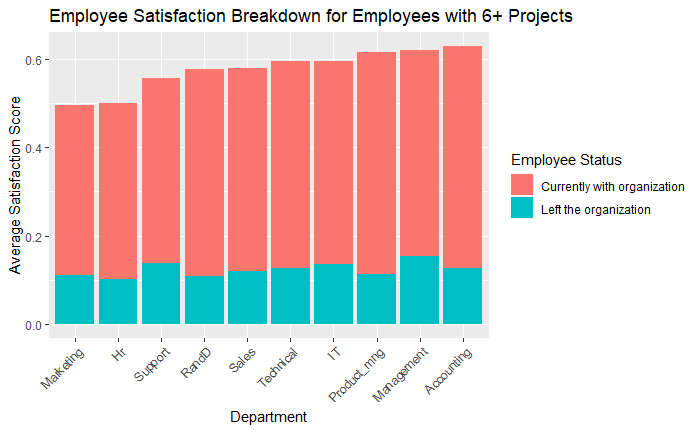 Employee Satisfaction Breakdown for Employees with 6+ Projects
Average Satisfaction Score
0.6
0.4
0.2
0.0
Marketing
Hr
Support
RandD
Sales
Technical
IT
Product_mng
Management
Accounting
Department
Employee Status
Currently with organization
Left the organization